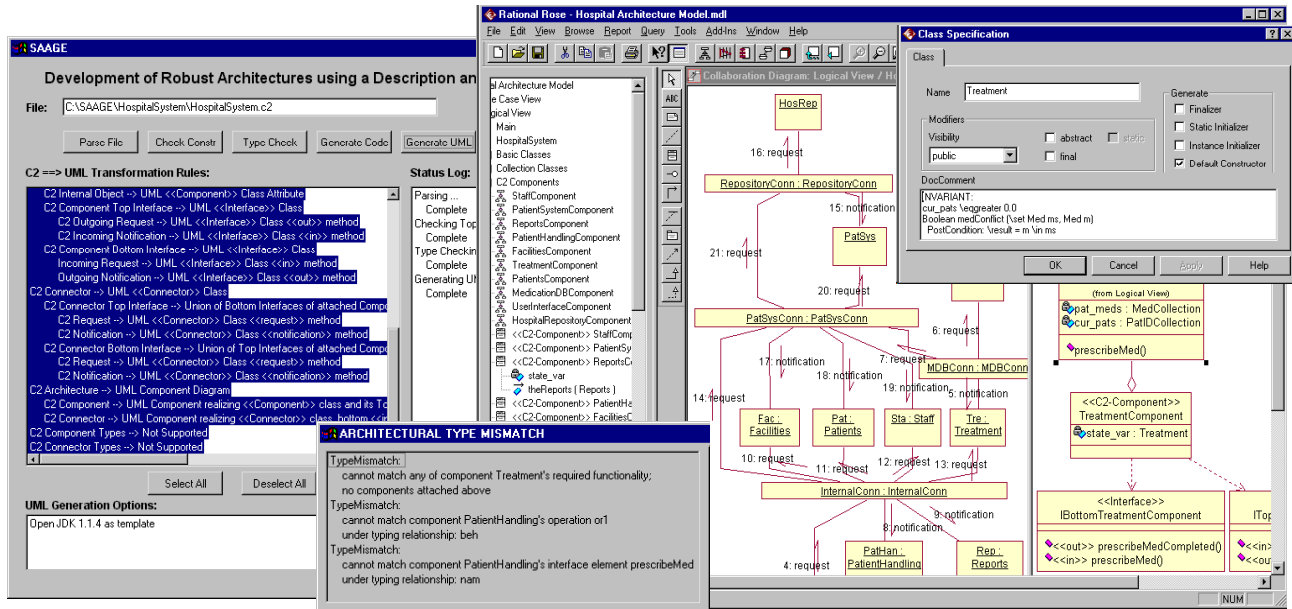 SAAGE
Development of Robust Architectures using a Description an
File:
C:\SAAGE\HospitalSystem\HospitalSystem.c2
Parse File
Check Constr
Type Check
Generate Code
Generate UML
C2 ==> UML Transformation Rules:
C2 Internal Object --> UML <<Component>> Class Attribute
C2 Component Top Interface --> UML <<Interface>> Class
C2 Outgoing Request --> UML <<Interface>> Class <<out>> method
C2 Incoming Notification --> UML <<Interface>> Class <<in>> method
C2 Component Bottom Interface --> UML <<Interface>> Class
Incoming Request --> UML <<Interface>> Class <<in>> method
Outgoing Notification --> UML <<Interface>> Class <<out>> method
C2 Connector --> UML <<Connector>> Class
C2 Connector Top Interface --> Union of Bottom Interfaces of attached Compo
C2 Request --> UML <<Connector>> Class <<request>> method
C2 Notification --> UML <<Connector>> Class <<notification>> method
C2 Connector Bottom Interface --> Union of Top Interfaces of attached Compo
C2 Request --> UML <<Connector>> Class <<request>> method
C2 Notification --> UML <<Connector>> Class <<notification>> method
C2 Architecture --> UML Component Diagram
C2 Component --> UML Component realizing <<Component>> class and its To
C2 Connector --> UML Component realizing <<Connector>> class, bottom <<in
C2 Component Types --> Not Supported
C2 Connector Types --> Not Supported
Status Log:
Parsing ...
Complete
Checking Top
Complete
Type Checkin
Complete
Generating UM
Complete
Select All
Deselect All
UML Generation Options:
Open JDK 1.1.4 as template
ARCHITECTURAL TYPE MISMATCH
TypeMismatch:
cannot match any of component Treatment's required functionality;
no components attached above
TypeMismatch:
cannot match component PatientHandling's operation or1
under typing relationship: beh
TypeMismatch:
cannot match component PatientHandling's interface element prescribeMed
under typing relationship: nam
Rational Rose - Hospital Architecture Model.mdl
File Edit View Browse Report Query Tools Add-Ins Window Help
al Architecture Model
e Case View
gical View
Main
HospitalSystem
Basic Classes
Collection Classes
C2 Components
StaffComponent
PatientSystemComponent
ReportsComponent
PatientHandlingComponent
FacilitiesComponent
TreatmentComponent
PatientsComponent
MedicationDBComponent
UserInterfaceComponent
HospitalRepositoryComponent
<<C2-Component>> StaffComp
<<C2-Component>> PatientSy
<<C2-Component>> ReportsCo
state_var
theReports { Reports }
<<C2-Component>> PatientHa
<<C2-Component>> FacilitiesC
ABC
Collaboration Diagram: Logical View / Ho
HosRep
16: request
RepositoryConn : RepositoryConn
15: notification
PatSys
21: request
20: request
PatSysConn : PatSysConn
6: request
17: notification
7: request
18: notification
MDBConn : MDBConn
19: notification
5: notification
14: request
Fac :
Facilities
Pat :
Patients
Sta : Staff
Tre :
Treatment
10: request
11: request
12: request
13: request
InternalConn : InternalConn
9: notification
8: notification
PatHan :
PatientHandling
Rep :
Reports
4: request
Class Specification
Class
Name
Treatment
Modifiers
Visibility
public
abstract
static
final
Generate
Finalizer
Static Initializer
Instance Initializer
Default Constructor
DocComment
INVARIANT:
cur_pats \eqgreater 0.0
Boolean medConflict (\set Med ms, Med m)
PostCondition: \result = m \in ms
OK
Cancel
Apply
Help
(from Logical View)
pat_meds : MedCollection
cur_pats : PatIDCollection
prescribeMed()
<<C2-Component>>
TreatmentComponent
state_var : Treatment
<<Interface>>
IBottomTreatmentComponent
<<out>> prescribeMedCompleted()
<<in>> prescribeMed()
ITop
<<in>
<<ou
NUM